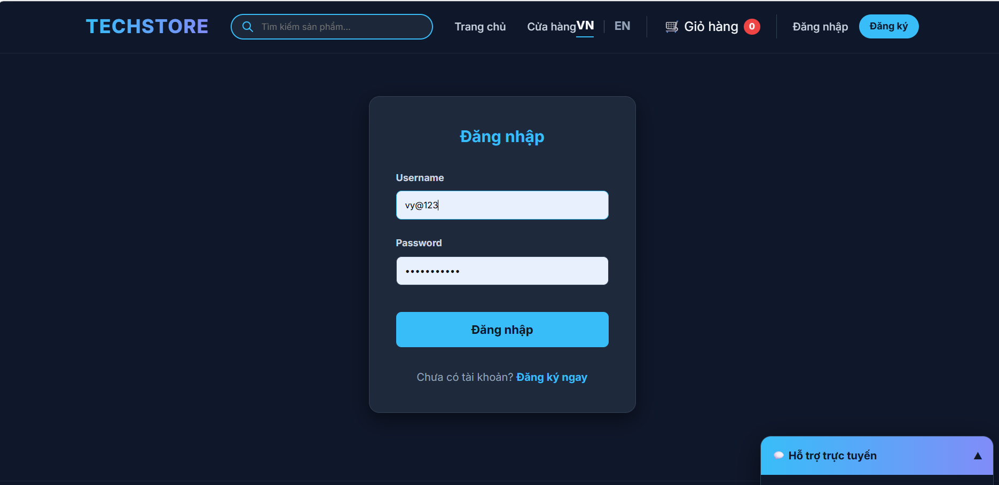 TECHSTORE
Tìm kiếm sản phẩm...
Trang chủ
Cửa hàng
VN
EN
Giỏ hàng
0
Đăng nhập
Đăng ký
Đăng nhập
Username
vy@123
Password
•••••••••••
Đăng nhập
Chưa có tài khoản? Đăng ký ngay
Hỗ trợ trực tuyến